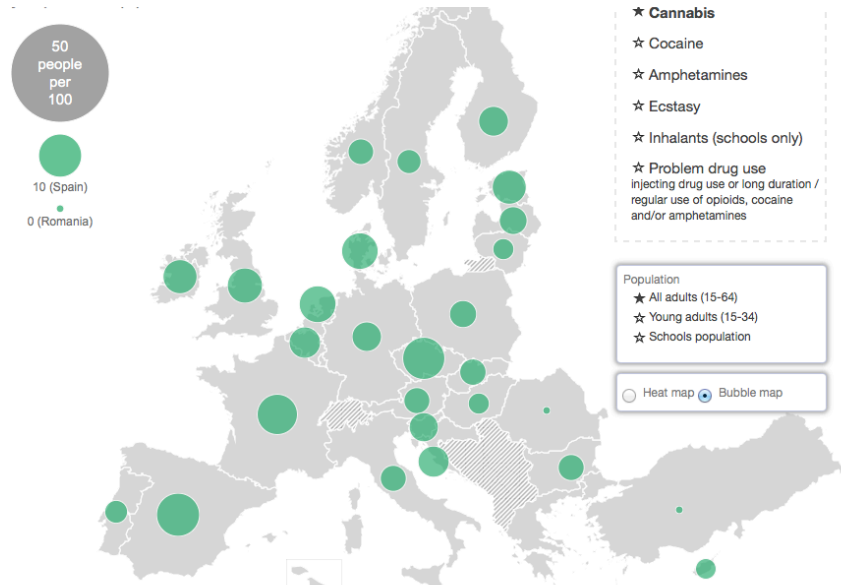 50
people
per
100
10 (Spain)
0 (Romania)
Cannabis
Cocaine
Amphetamines
Ecstasy
Inhalants (schools only)
Problem drug use
injecting drug use or long duration /
regular use of opioids, cocaine
and/or amphetamines
Population
All adults (15-64)
Young adults (15-34)
Schools population
Heat map Bubble map